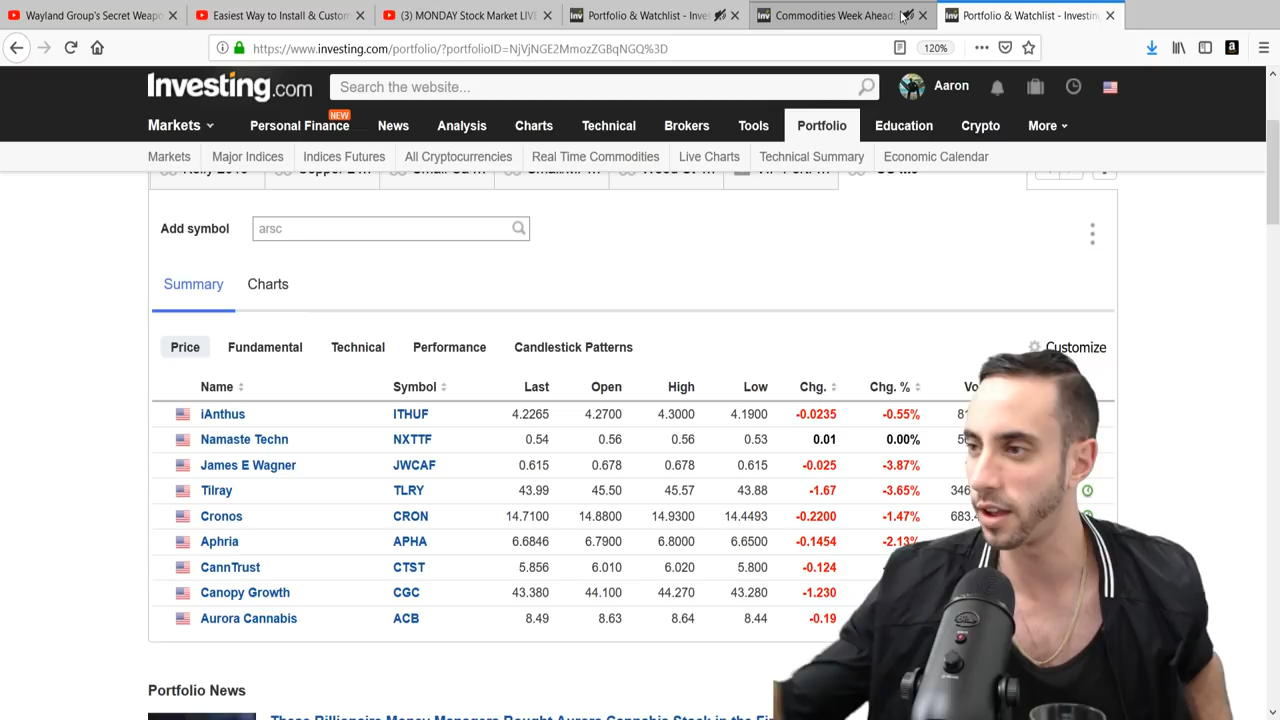 Wayland Group's Secret Weapo
Easiest Way to Install & Custom
(3) MONDAY Stock Market LIVE
Portfolio & Watchlist - Inves
Commodities Week Ahead:
Portfolio & Watchlist - Investing
https://www.investing.com/portfolio/?portfolioID=NjVjNGE2MmozZGBqNGQ%3D
120%
Investing.com
Search the website...
Aaron
NEW
Markets Personal Finance News Analysis Charts Technical Brokers Tools Portfolio Education Crypto More
Markets Major Indices Indices Futures All Cryptocurrencies Real Time Commodities Live Charts Technical Summary Economic Calendar
Add symbol
arsc
Summary Charts
Price Fundamental Technical Performance Candlestick Patterns Customize
Name Symbol Last Open High Low Chg. Chg. % Vo
iAnthus ITHUF 4.2265 4.2700 4.3000 4.1900 -0.0235 -0.55%
Namaste Techn NXTTF 0.54 0.56 0.56 0.53 0.01 0.00%
James E Wagner JWCAF 0.615 0.678 0.678 0.615 -0.025 -3.87%
Tilray TLRY 43.99 45.50 45.57 43.88 -1.67 -3.65% 346
Cronos CRON 14.7100 14.8800 14.9300 14.4493 -0.2200 -1.47% 683.
Aphria APHA 6.6846 6.7900 6.8000 6.6500 -0.1454 -2.13%
CannTrust CTST 5.856 6.010 6.020 5.800 -0.124
Canopy Growth CGC 43.380 44.100 44.270 43.280 -1.230
Aurora Cannabis ACB 8.49 8.63 8.64 8.44 -0.19
Portfolio News